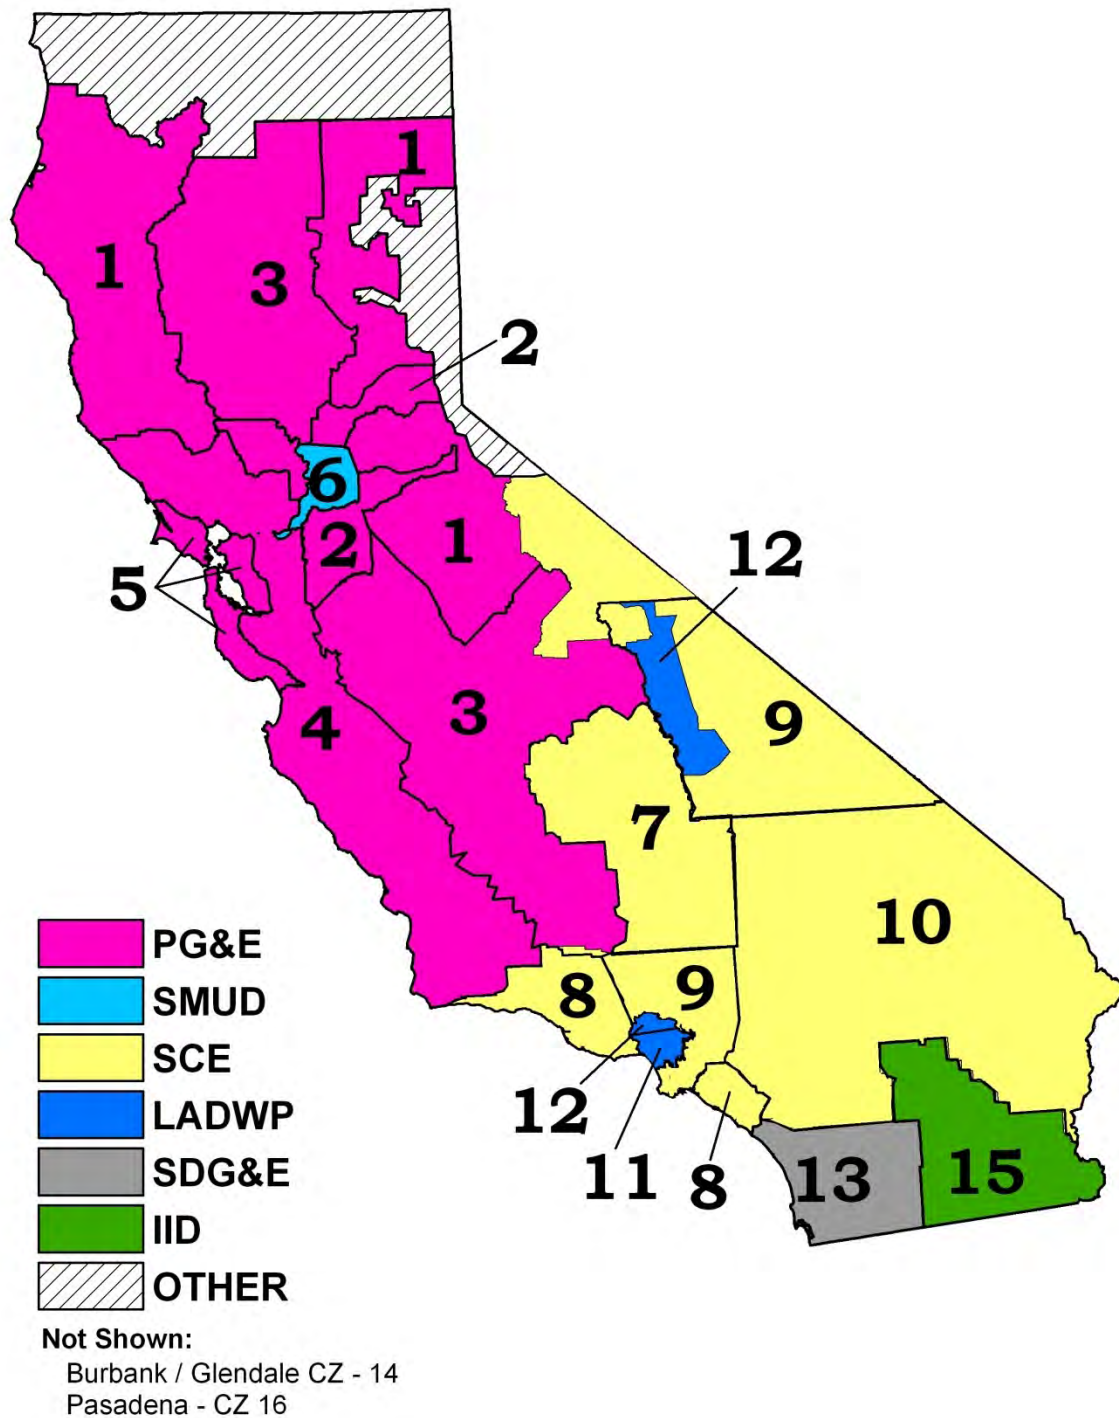 1
1
3
2
6
2
1
12
5
3
4
9
7
10
8
9
12
11
8
13
15
PG&E
SMUD
SCE
LADWP
SDG&E
IID
OTHER
Not Shown:
Burbank / Glendale CZ - 14
Pasadena - CZ 16